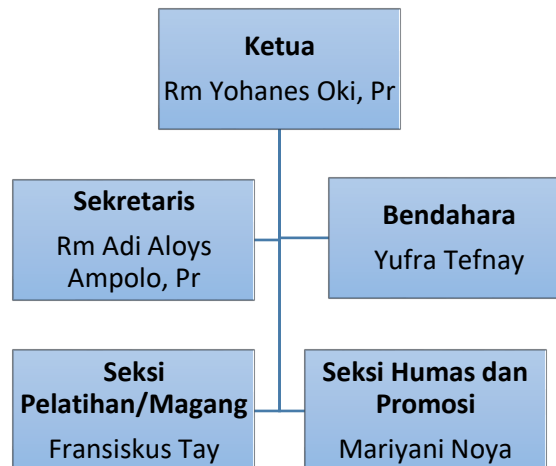 Ketua
Rm Yohanes Oki, Pr
Sekretaris
Rm Adi Aloys
Ampolo, Pr
Bendahara
Yufra Tefnay
Seksi
Pelatihan/Magang
Fransiskus Tay
Seksi Humas dan
Promosi
Mariyani Noya